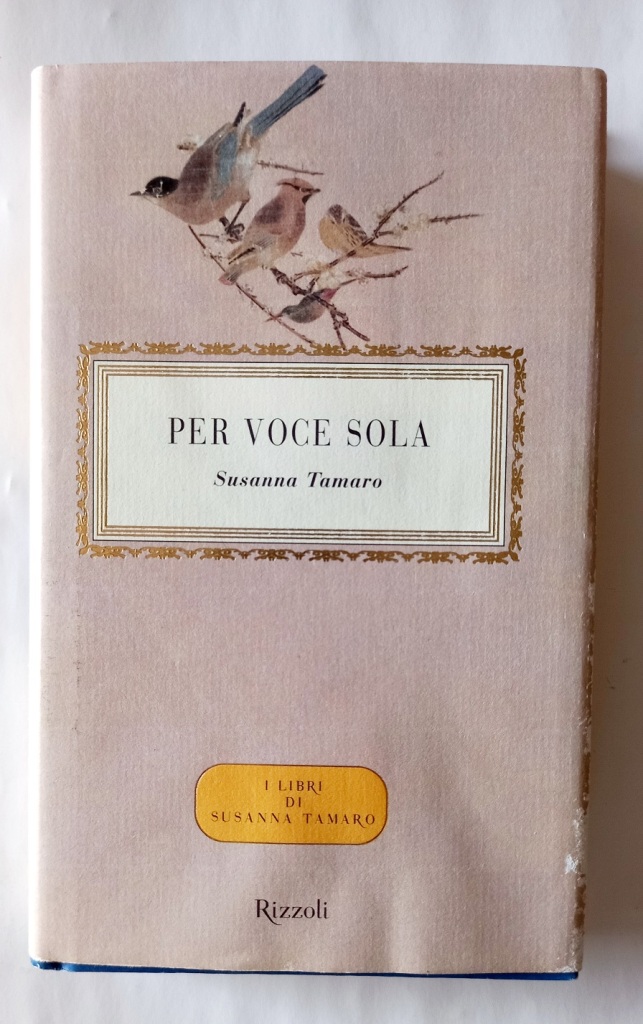 PER VOCE SOLA
Susanna Tamaro
I LIBRI
DI
SUSANNA TAMARO
Rizzoli